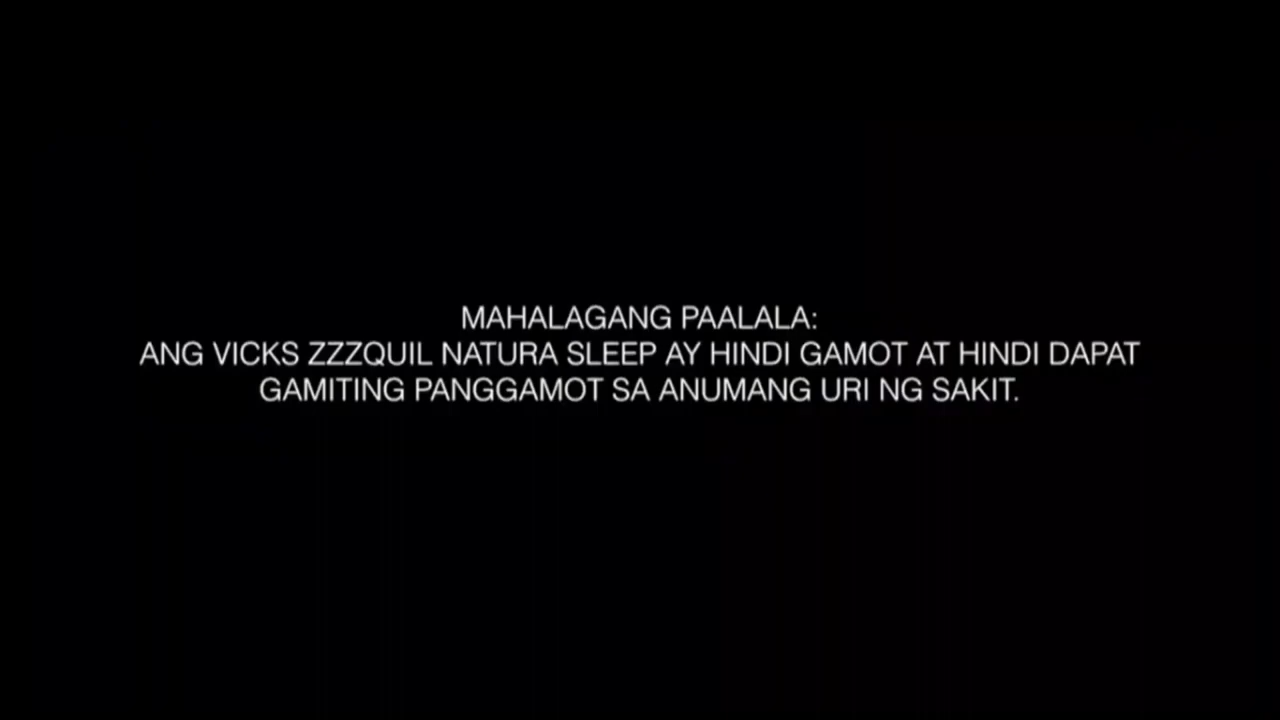 MAHALAGANG PAALALA:
ANG VICKS ZZZQUIL NATURA SLEEP AY HINDI GAMOT AT HINDI DAPAT
GAMITING PANGGAMOT SA ANUMANG URI NG SAKIT.